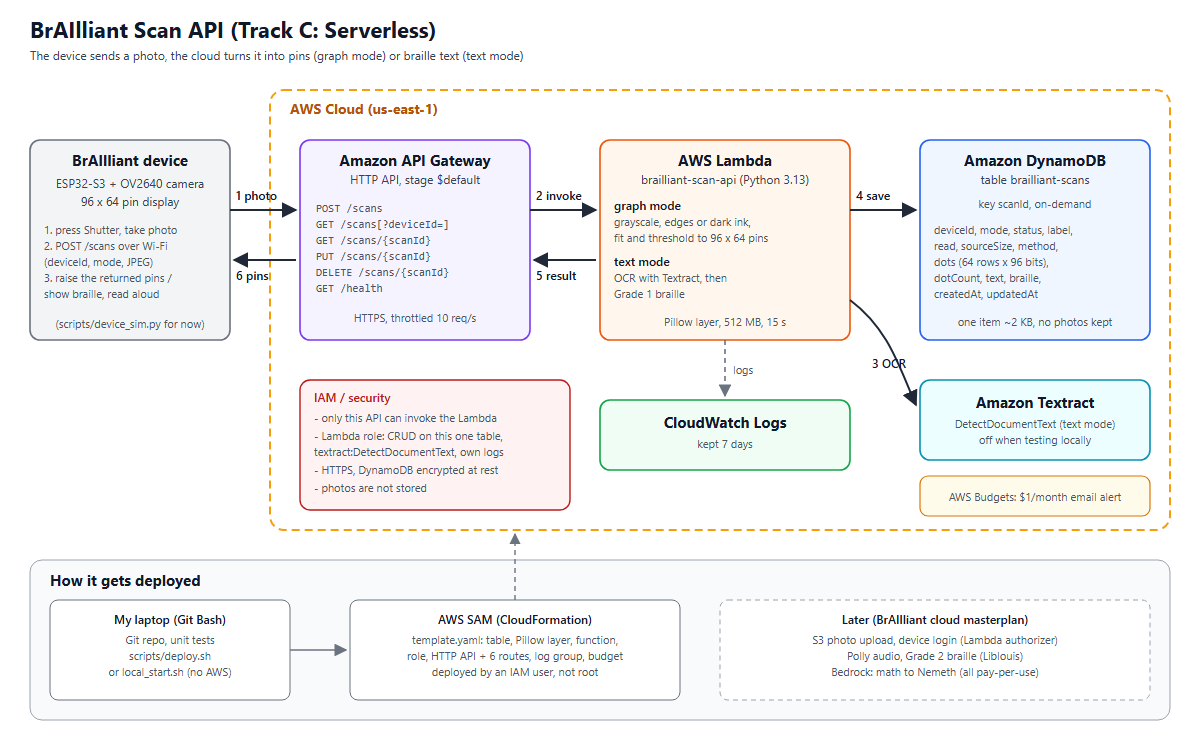 BrAIlliant Scan API (Track C: Serverless)
The device sends a photo, the cloud turns it into pins (graph mode) or braille text (text mode)
AWS Cloud (us-east-1)
BrAIlliant device
ESP32-S3 + OV2640 camera
96 x 64 pin display
1. press Shutter, take photo
2. POST /scans over Wi-Fi
(deviceId, mode, JPEG)
3. raise the returned pins /
show braille, read aloud
(scripts/device_sim.py for now)
1 photo
6 pins
Amazon API Gateway
HTTP API, stage $default
POST /scans
GET /scans[?deviceId=]
GET /scans/{scanId}
PUT /scans/{scanId}
DELETE /scans/{scanId}
GET /health
HTTPS, throttled 10 req/s
2 invoke
5 result
AWS Lambda
brailliant-scan-api (Python 3.13)
graph mode
grayscale, edges or dark ink,
fit and threshold to 96 x 64 pins
text mode
OCR with Textract, then
Grade 1 braille
Pillow layer, 512 MB, 15 s
4 save
3 OCR
logs
Amazon DynamoDB
table brailliant-scans
key scanId, on-demand
deviceId, mode, status, label,
read, sourceSize, method,
dots (64 rows x 96 bits),
dotCount, text, braille,
createdAt, updatedAt
one item ~2 KB, no photos kept
IAM / security
- only this API can invoke the Lambda
- Lambda role: CRUD on this one table,
textract:DetectDocumentText, own logs
- HTTPS, DynamoDB encrypted at rest
- photos are not stored
CloudWatch Logs
kept 7 days
Amazon Textract
DetectDocumentText (text mode)
off when testing locally
AWS Budgets: $1/month email alert
How it gets deployed
My laptop (Git Bash)
Git repo, unit tests
scripts/deploy.sh
or local_start.sh (no AWS)
AWS SAM (CloudFormation)
template.yaml: table, Pillow layer, function,
role, HTTP API + 6 routes, log group, budget
deployed by an IAM user, not root
Later (BrAIlliant cloud masterplan)
S3 photo upload, device login (Lambda authorizer)
Polly audio, Grade 2 braille (Liblouis)
Bedrock: math to Nemeth (all pay-per-use)